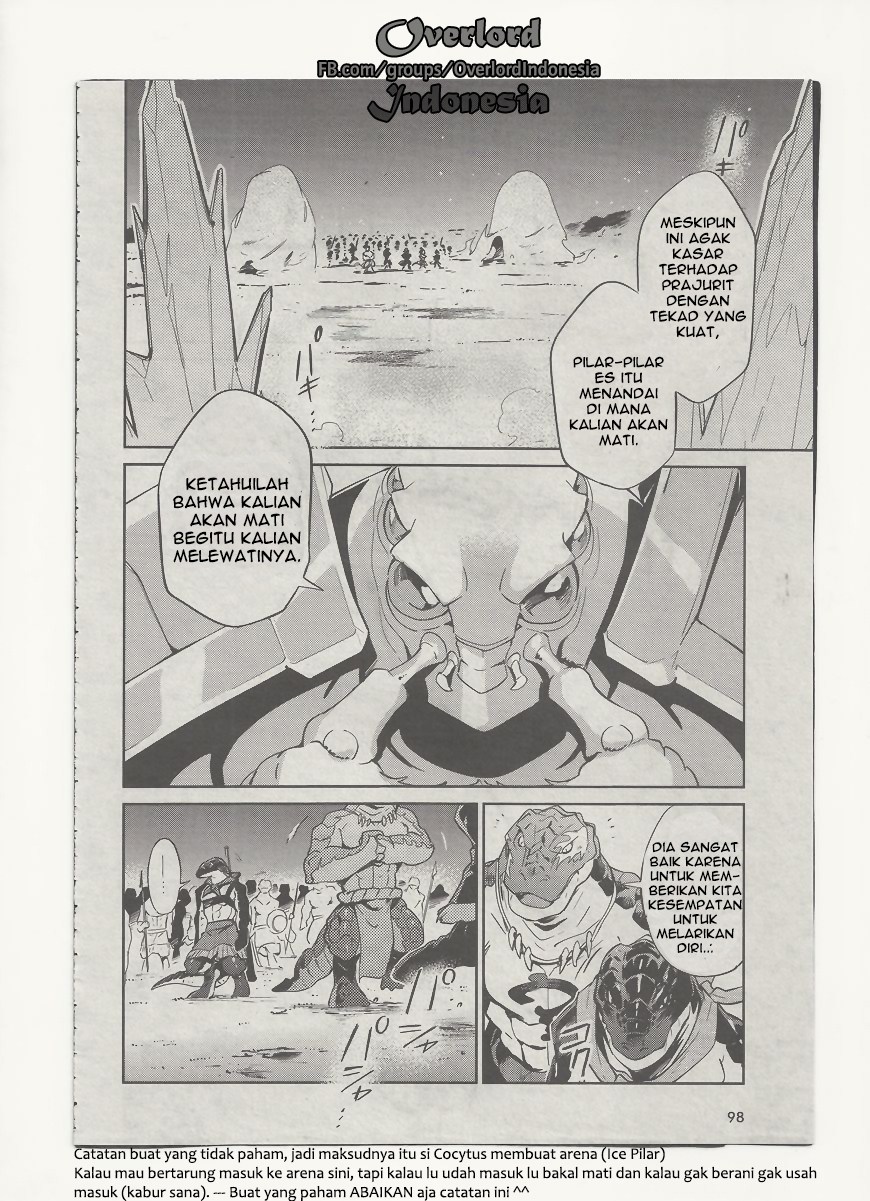 Overlord
FB.com/groups/OverlordIndonesia
Indonesia
MESKIPUN
INI AGAK
KASAR
TERHADAP
PRAJURIT
DENGAN
TEKAD YANG
KUAT,
PILAR-PILAR
ES ITU
MENANDAI
DI MANA
KALIAN AKAN
MATI.
KETAHUILAH
BAHWA KALIAN
AKAN MATI
BEGITU KALIAN
MELEWATINYA.
DIA SANGAT
BAIK KARENA
UNTUK MEM-
BERIKAN KITA
KESEMPATAN
UNTUK
MELARIKAN
DIRI...
98
Catatan buat yang tidak paham, jadi maksudnya itu si Cocytus membuat arena (Ice Pilar)
Kalau mau bertarung masuk ke arena sini, tapi kalau lu udah masuk lu bakal mati dan kalau gak berani gak usah
masuk (kabur sana). --- Buat yang paham ABAIKAN aja catatan ini ^^